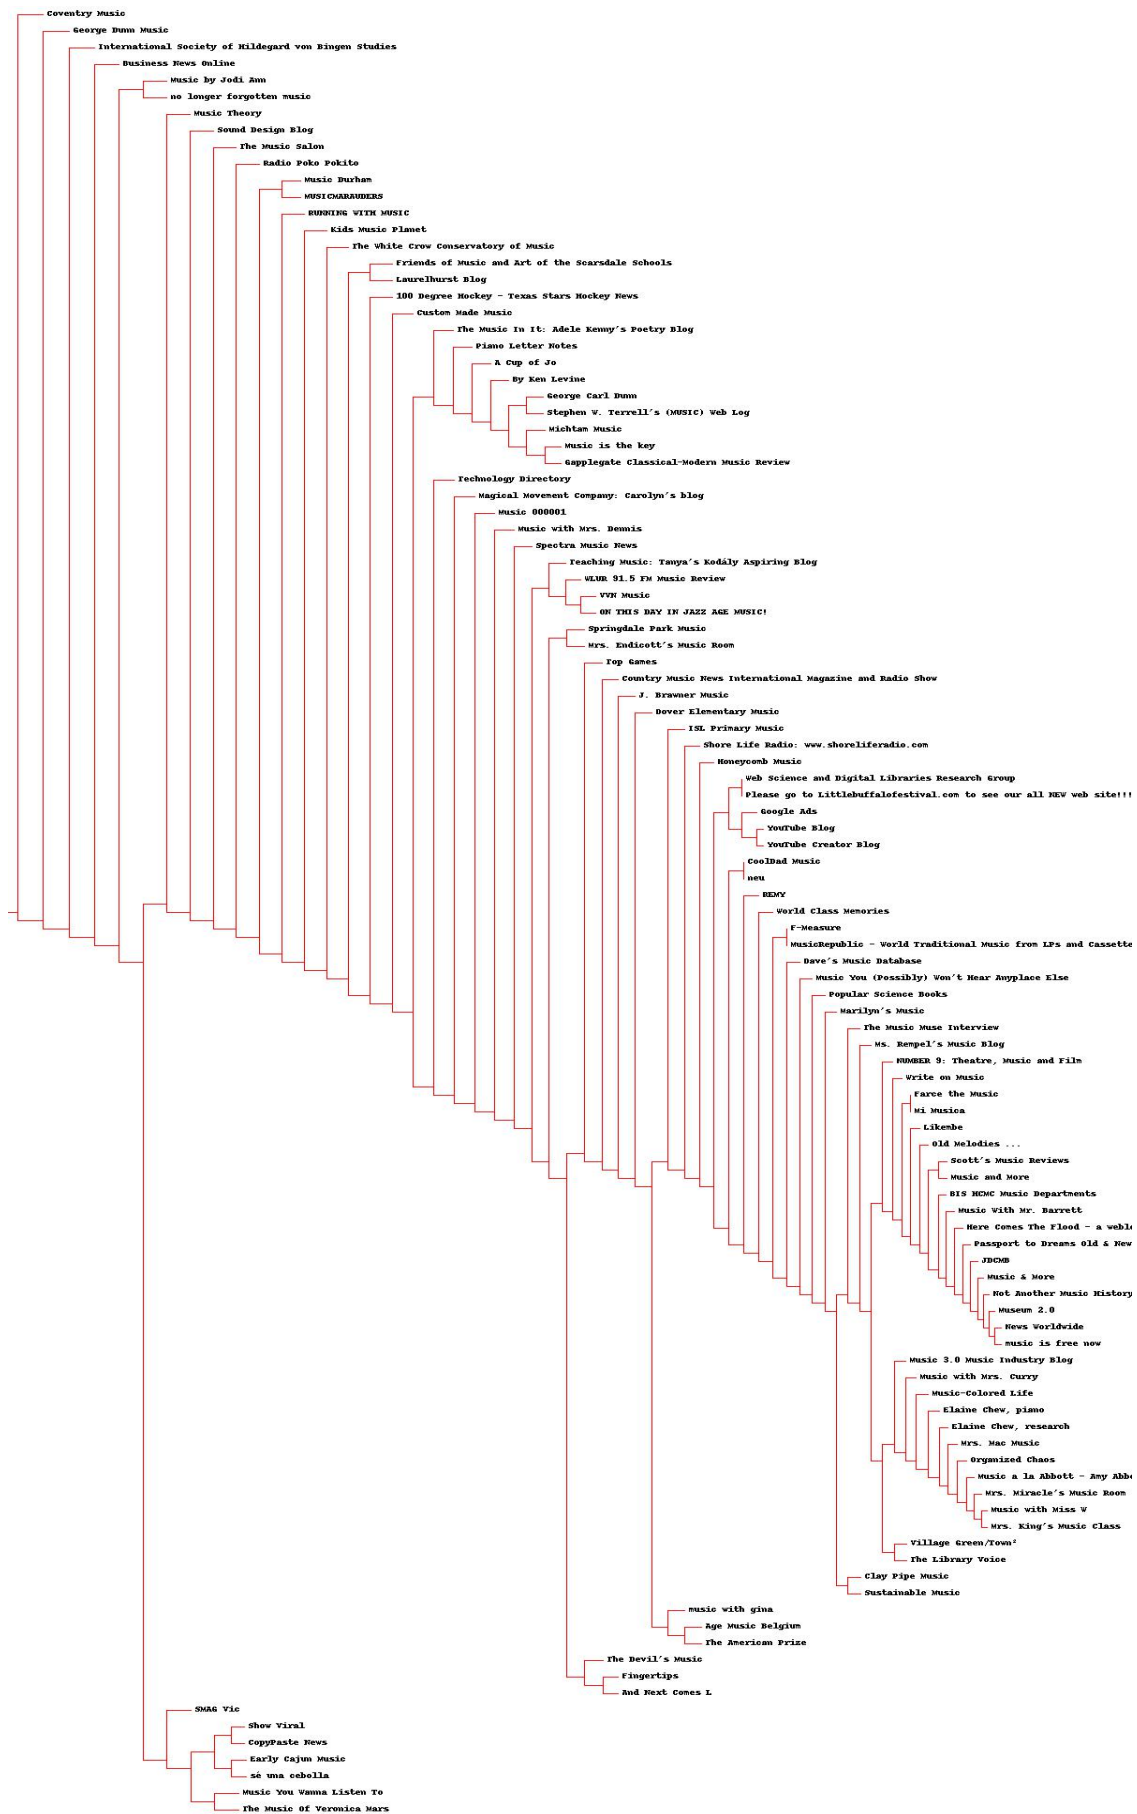 Coventry Music
George Dunn Music
International Society of Hildegard von Bingen Studies
Business News Online
Music by Jodi Ann
no longer forgotten music
Music Theory
Sound Design Blog
The Music Salon
Radio Poko Pokito
Music Durham
MUSICMARAUDERS
RUNNING WITH MUSIC
Kids Music Planet
The White Crow Conservatory of Music
Friends of Music and Art of the Scarsdale Schools
Laurelhurst Blog
100 Degree Hockey - Texas Stars Hockey News
Custom Made Music
The Music In It: Adele Kenny's Poetry Blog
Piano Letter Notes
A Cup of Jo
By Ken Levine
George Carl Dunn
Stephen W. Terrell's (MUSIC) Web Log
Michtam Music
Music is the key
Gapplegate Classical-Modern Music Review
Technology Directory
Magical Movement Company: Carolyn's blog
Music 000001
Music with Mrs. Dennis
Spectra Music News
Teaching Music: Tanya's Kodály Aspiring Blog
WLUR 91.5 FM Music Review
VVN Music
ON THIS DAY IN JAZZ AGE MUSIC!
Springdale Park Music
Mrs. Endicott's Music Room
Top Games
Country Music News International Magazine and Radio Show
J. Brawner Music
Dover Elementary Music
ISL Primary Music
Shore Life Radio: www.shoreliferadio.com
Honeycomb Music
Web Science and Digital Libraries Research Group
Please go to Littlebuffalofestival.com to see our all NEW web site!!!
Google Ads
YouTube Blog
YouTube Creator Blog
CoolDad Music
neu
REMY
World Class Memories
F-Measure
MusicRepublic - World Traditional Music from LPs and Cassette
Dave's Music Database
Music You (Possibly) Won't Hear Anyplace Else
Popular Science Books
Marilyn's Music
The Music Muse Interview
Ms. Rempel's Music Blog
NUMBER 9: Theatre, Music and Film
Write on Music
Farce the Music
Mi Musica
Likembe
Old Melodies ...
Scott's Music Reviews
Music and More
BIS HCMC Music Departments
Music With Mr. Barrett
Here Comes The Flood - a weblo
Passport to Dreams Old & New
JDCMB
Music & More
Not Another Music History
Museum 2.0
News Worldwide
music is free now
Music 3.0 Music Industry Blog
Music with Mrs. Curry
Music-Colored Life
Elaine Chew, piano
Elaine Chew, research
Mrs. Mac Music
Organized Chaos
Music a la Abbott - Amy Abbo
Mrs. Miracle's Music Room
Music with Miss W
Mrs. King's Music Class
Village Green/Town²
The Library Voice
Clay Pipe Music
Sustainable Music
music with gina
Age Music Belgium
The American Prize
The Devil's Music
Fingertips
And Next Comes L
SMAG Vic
Show Viral
CopyPaste News
Early Cajun Music
sé una cebolla
Music You Wanna Listen To
The Music Of Veronica Mars